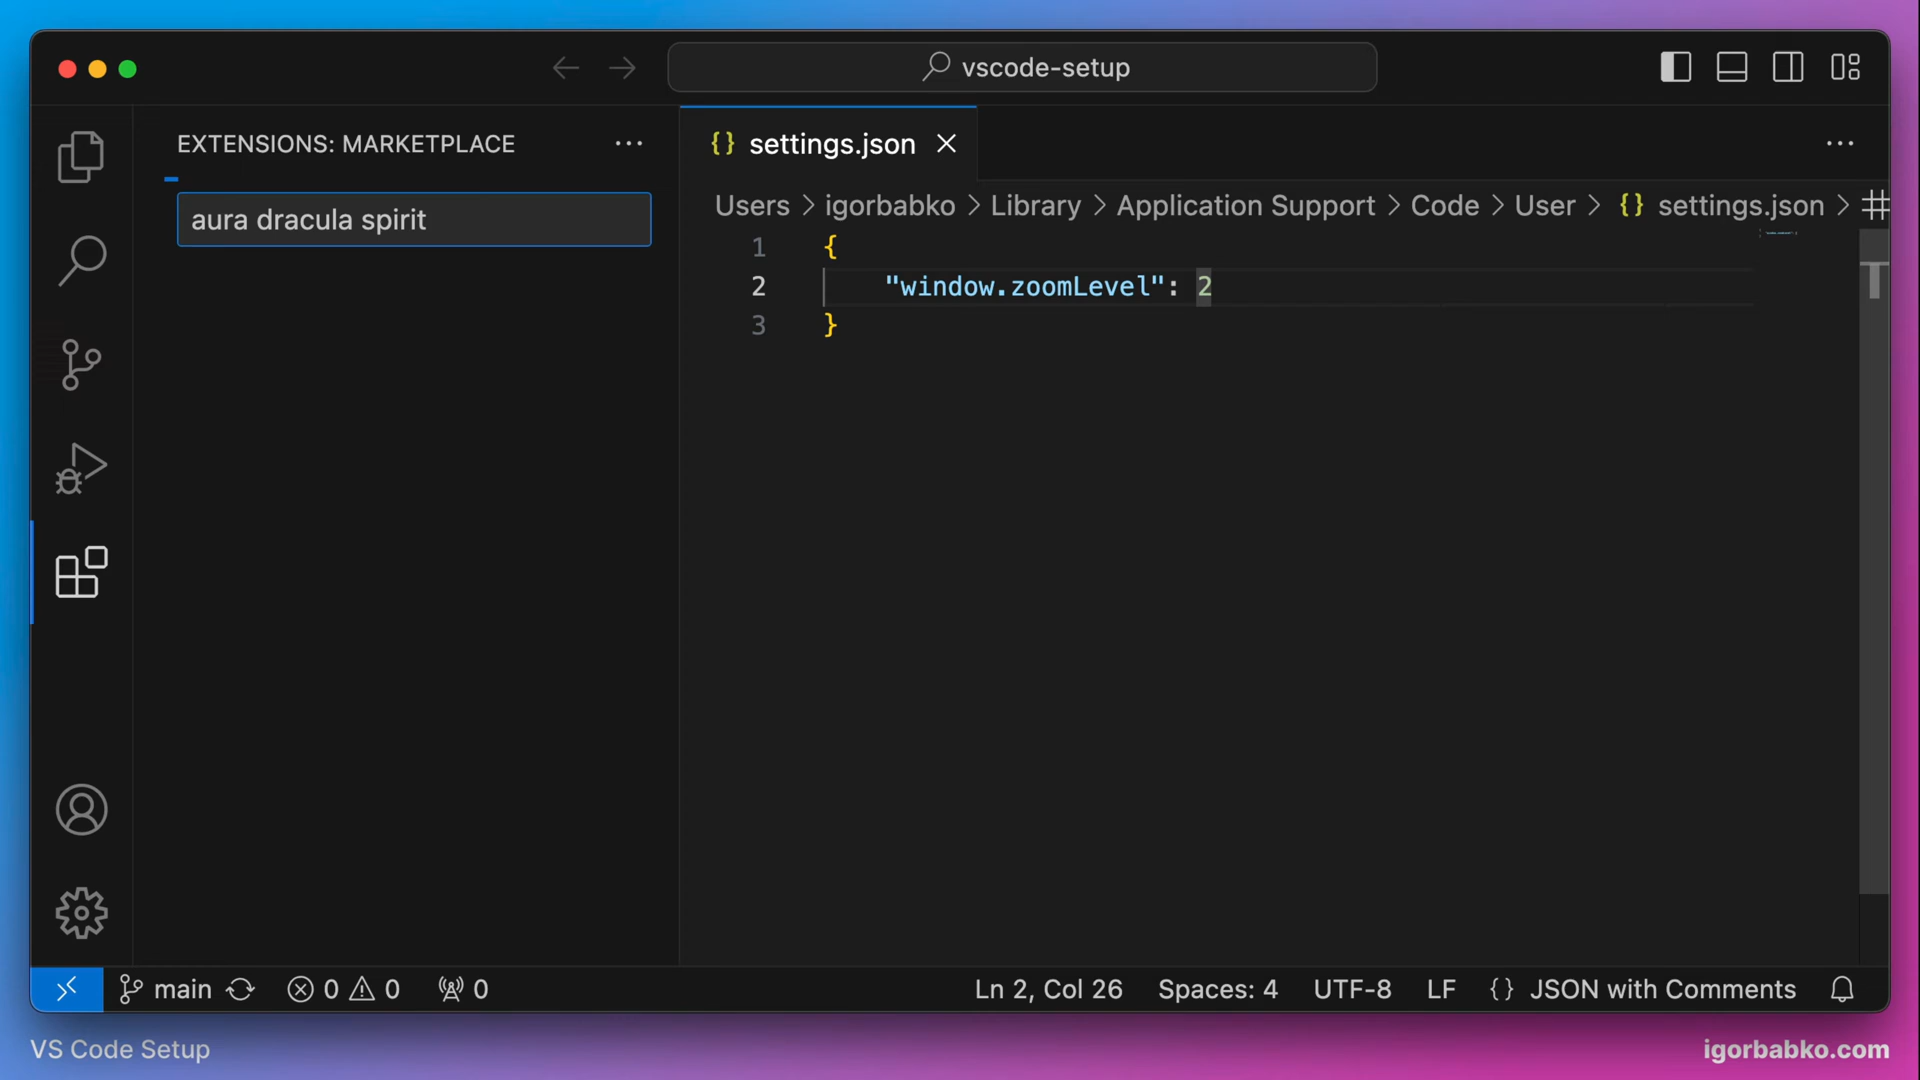 vscode-setup
EXTENSIONS: MARKETPLACE
aura dracula spirit
{} settings.json
Users > igorbabko > Library > Application Support > Code > User > {} settings.json >
1 {
2 "window.zoomLevel": 2
3 }
main 0 0 0 Ln 2, Col 26 Spaces: 4 UTF-8 LF {} JSON with Comments
VS Code Setup
igorbabko.com